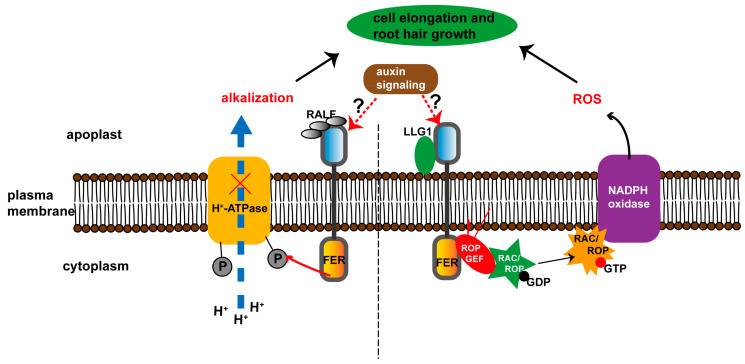 cell elongation and
root hair growth
auxin
signaling
?
?
alkalization
ROS
RALF
LLG1
apoplast
plasma
membrane
H⁺-ATPase
NADPH
oxidase
cytoplasm
P
P
FER
FER
ROP
GEF
RAC/
ROP
GDP
RAC/
ROP
GTP
H⁺
H⁺
H⁺